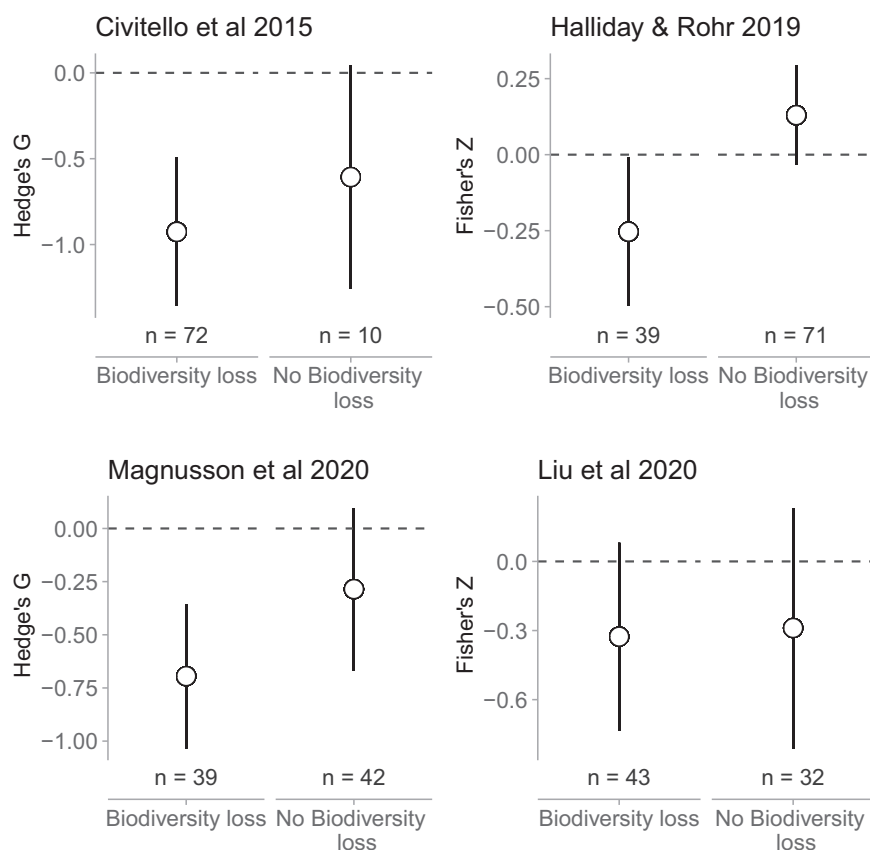 Civitello et al 2015
Hedge's G
0.0
−0.5
−1.0
n = 72
n = 10
Biodiversity loss
No Biodiversity
loss
Halliday & Rohr 2019
Fisher's Z
0.25
0.00
−0.25
−0.50
n = 39
n = 71
Biodiversity loss
No Biodiversity
loss
Magnusson et al 2020
Hedge's G
0.00
−0.25
−0.50
−0.75
−1.00
n = 39
n = 42
Biodiversity loss
No Biodiversity
loss
Liu et al 2020
Fisher's Z
0.0
−0.3
−0.6
n = 43
n = 32
Biodiversity loss
No Biodiversity
loss